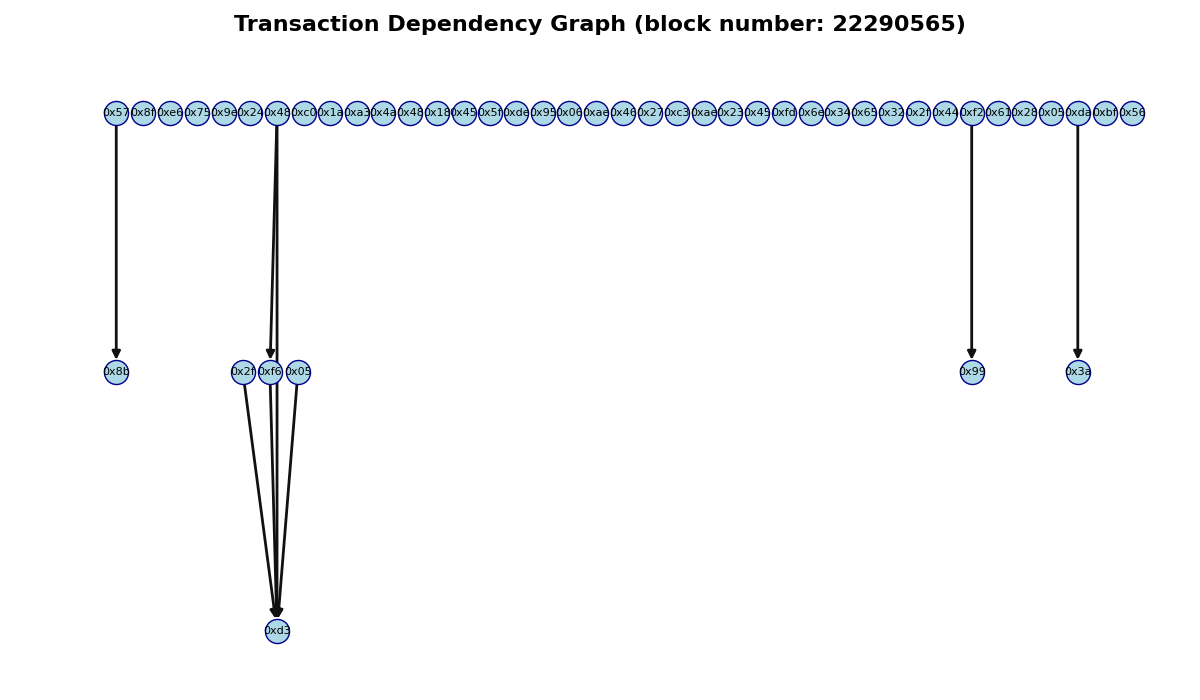 Transaction Dependency Graph (block number: 22290565)
0x57 0x8f 0xe6 0x75 0x9e 0x24 0x48 0xc0 0x1a 0xa3 0x4a 0x48 0x18 0x45 0x5f 0xde 0x95 0x06 0xae 0x46 0x27 0xc3 0xae 0x23 0x45 0xfd 0x6e 0x34 0x65 0x32 0x2f 0x44 0xf2 0x61 0x28 0x05 0xda 0xbf 0x56
0x8b 0x2f 0xf6 0x05 0x99 0x3a
0xd3